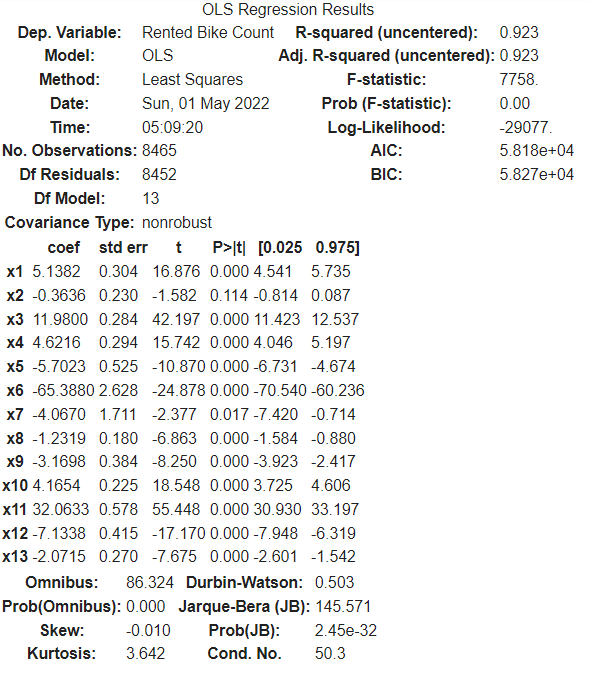 OLS Regression Results
Dep. Variable: Rented Bike Count R-squared (uncentered): 0.923
Model: OLS Adj. R-squared (uncentered): 0.923
Method: Least Squares F-statistic: 7758.
Date: Sun, 01 May 2022 Prob (F-statistic): 0.00
Time: 05:09:20 Log-Likelihood: -29077.
No. Observations: 8465 AIC: 5.818e+04
Df Residuals: 8452 BIC: 5.827e+04
Df Model: 13
Covariance Type: nonrobust
coef std err t P>|t| [0.025 0.975]
x1 5.1382 0.304 16.876 0.000 4.541 5.735
x2 -0.3636 0.230 -1.582 0.114 -0.814 0.087
x3 11.9800 0.284 42.197 0.000 11.423 12.537
x4 4.6216 0.294 15.742 0.000 4.046 5.197
x5 -5.7023 0.525 -10.870 0.000 -6.731 -4.674
x6 -65.3880 2.628 -24.878 0.000 -70.540 -60.236
x7 -4.0670 1.711 -2.377 0.017 -7.420 -0.714
x8 -1.2319 0.180 -6.863 0.000 -1.584 -0.880
x9 -3.1698 0.384 -8.250 0.000 -3.923 -2.417
x10 4.1654 0.225 18.548 0.000 3.725 4.606
x11 32.0633 0.578 55.448 0.000 30.930 33.197
x12 -7.1338 0.415 -17.170 0.000 -7.948 -6.319
x13 -2.0715 0.270 -7.675 0.000 -2.601 -1.542
Omnibus: 86.324 Durbin-Watson: 0.503
Prob(Omnibus): 0.000 Jarque-Bera (JB): 145.571
Skew: -0.010 Prob(JB): 2.45e-32
Kurtosis: 3.642 Cond. No. 50.3